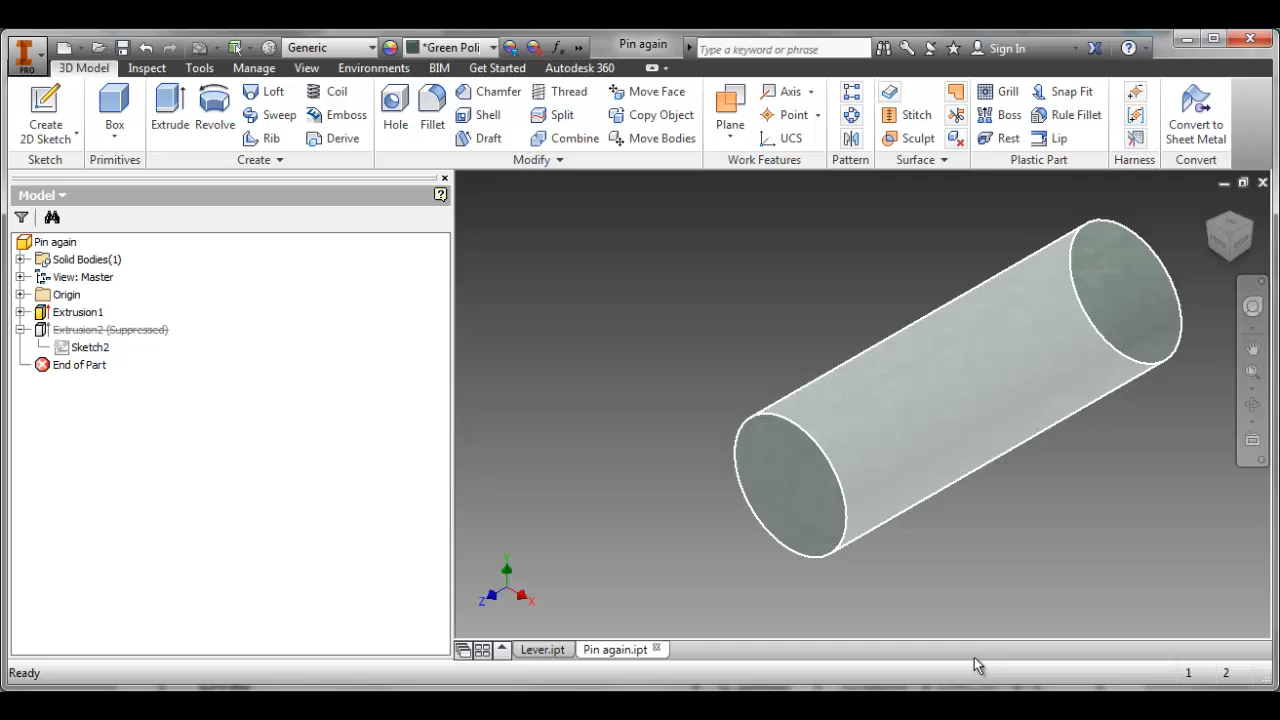 PRO
Generic
*Green Poli
fx
Pin again
Type a keyword or phrase
Sign In
3D Model Inspect Tools Manage View Environments BIM Get Started Autodesk 360
Create
2D Sketch
Box
Extrude
Revolve
Loft
Sweep
Rib
Coil
Emboss
Derive
Hole
Fillet
Chamfer
Shell
Draft
Thread
Split
Combine
Move Face
Copy Object
Move Bodies
Plane
Axis
Point
UCS
Stitch
Sculpt
Grill
Boss
Rest
Snap Fit
Rule Fillet
Lip
Convert to
Sheet Metal
Sketch Primitives Create Modify Work Features Pattern Surface Plastic Part Harness Convert
Model
Pin again
Solid Bodies(1)
View: Master
Origin
Extrusion1
Extrusion2 (Suppressed)
Sketch2
End of Part
Y
Z
X
Lever.ipt
Pin again.ipt
Ready
1
2